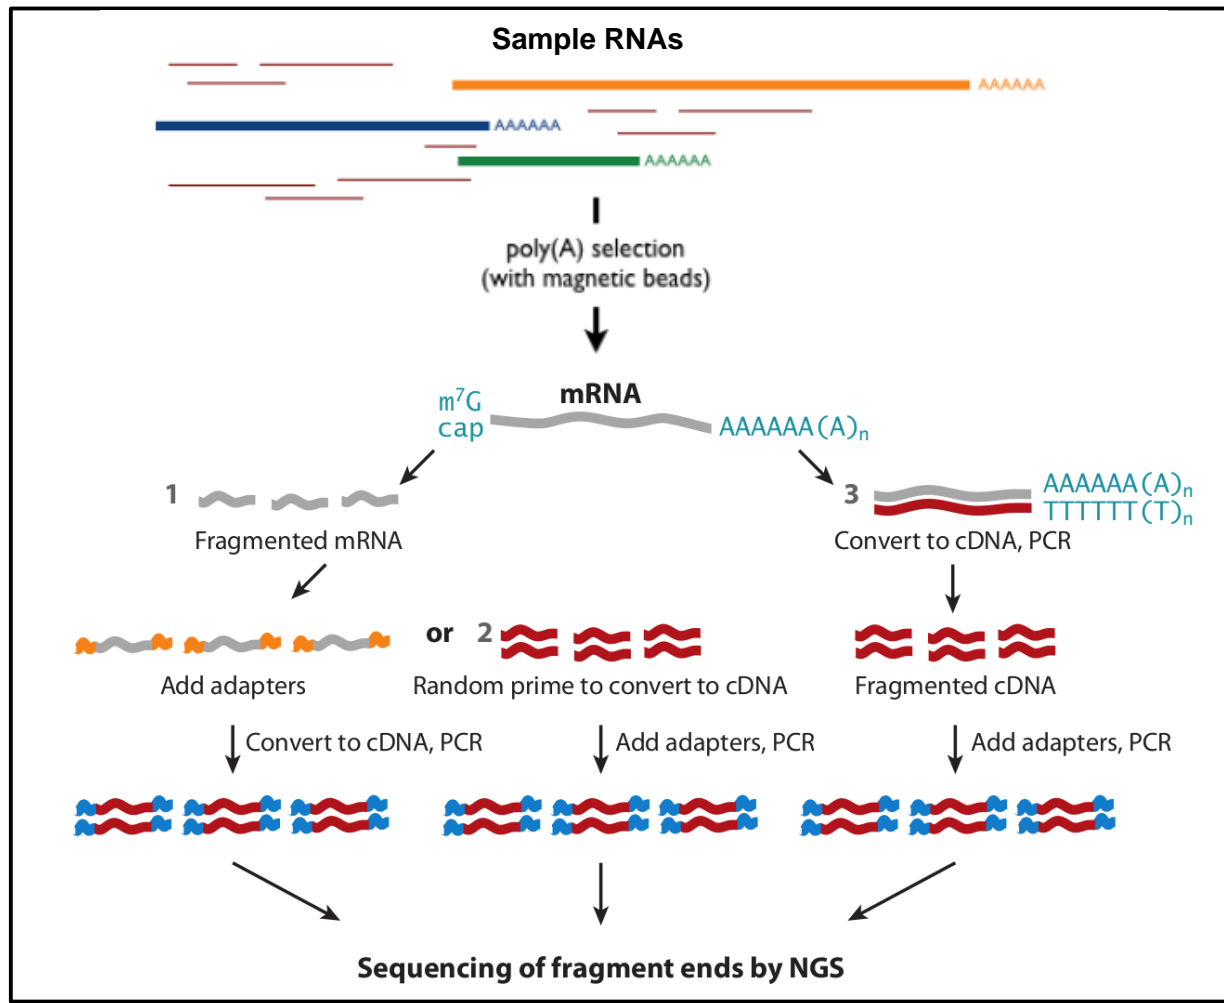 Sample RNAs
AAAAAA
AAAAAA
AAAAAA
poly(A) selection
(with magnetic beads)
mRNA
m⁷G
cap
AAAAAA(A)ₙ
1
Fragmented mRNA
3
AAAAAA(A)ₙ
TTTTTT(T)ₙ
Convert to cDNA, PCR
Add adapters
or
2
Random prime to convert to cDNA
Fragmented cDNA
Convert to cDNA, PCR
Add adapters, PCR
Add adapters, PCR
Sequencing of fragment ends by NGS